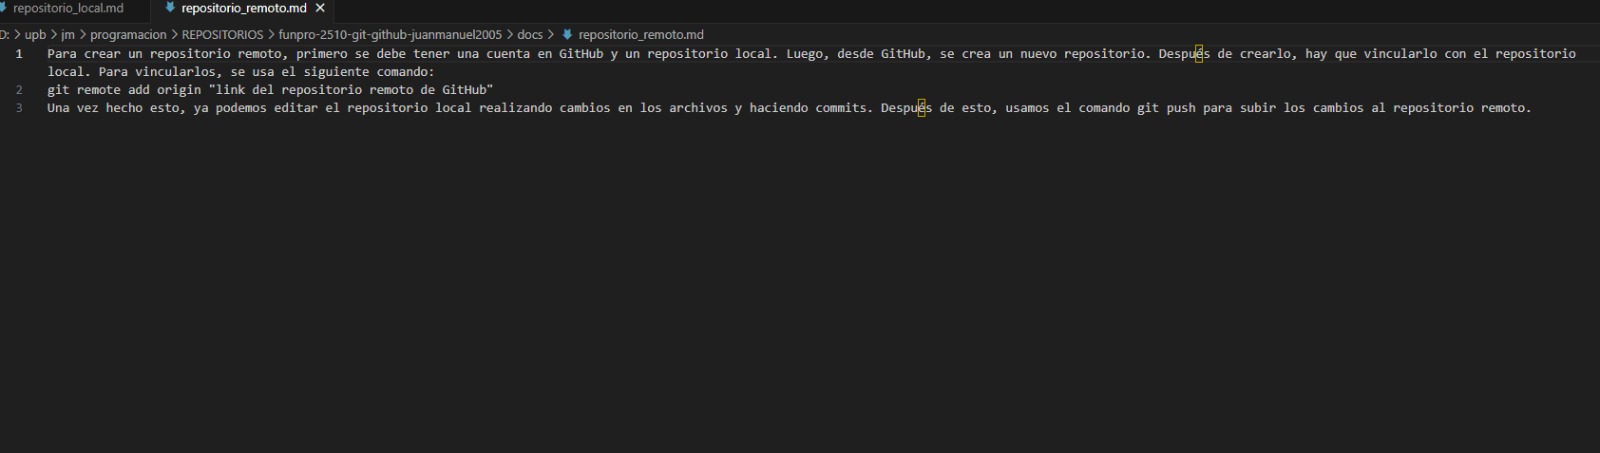 repositorio_local.md repositorio_remoto.md
D: > upb > jm > programacion > REPOSITORIOS > funpro-2510-git-github-juanmanuel2005 > docs > repositorio_remoto.md
1 Para crear un repositorio remoto, primero se debe tener una cuenta en GitHub y un repositorio local. Luego, desde GitHub, se crea un nuevo repositorio. Después de crearlo, hay que vincularlo con el repositorio
local. Para vincularlos, se usa el siguiente comando:
2 git remote add origin "link del repositorio remoto de GitHub"
3 Una vez hecho esto, ya podemos editar el repositorio local realizando cambios en los archivos y haciendo commits. Después de esto, usamos el comando git push para subir los cambios al repositorio remoto.